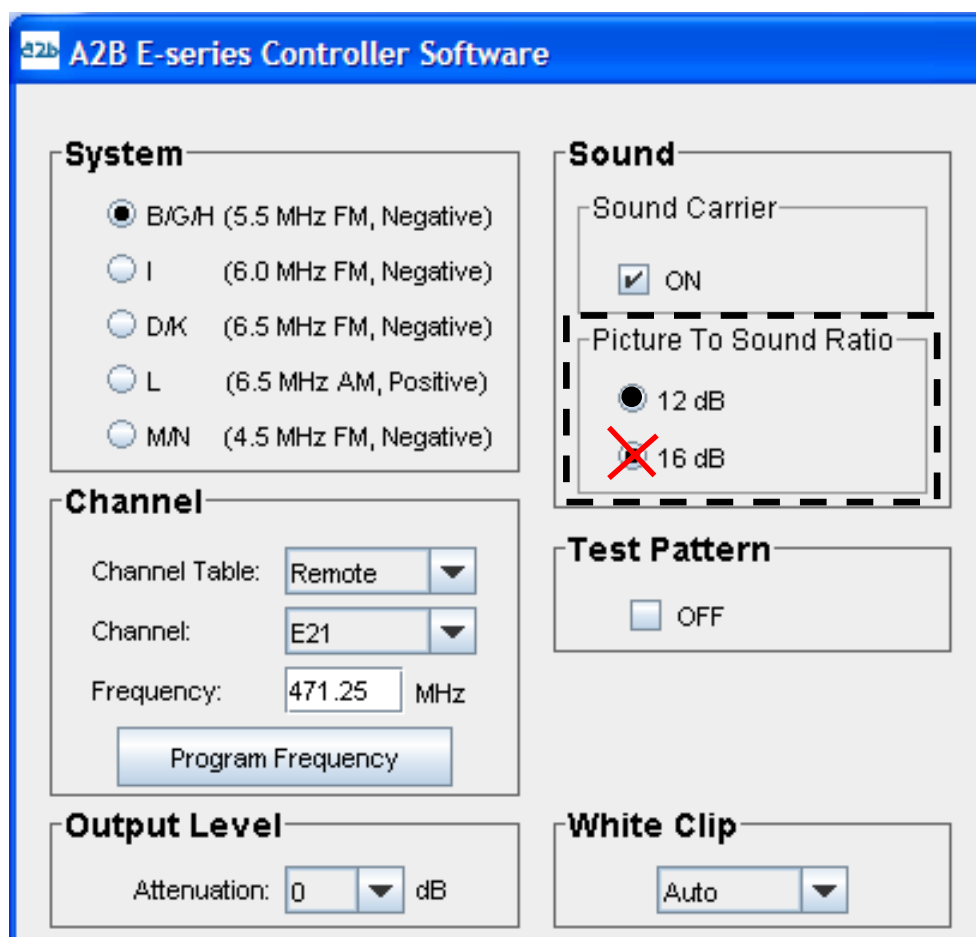 a2b A2B E-series Controller Software
System
B/G/H (5.5 MHz FM, Negative)
I (6.0 MHz FM, Negative)
D/K (6.5 MHz FM, Negative)
L (6.5 MHz AM, Positive)
M/N (4.5 MHz FM, Negative)
Sound
Sound Carrier
ON
Picture To Sound Ratio
12 dB
16 dB
Channel
Channel Table: Remote
Channel: E21
Frequency: 471.25 MHz
Program Frequency
Test Pattern
OFF
Output Level
Attenuation: 0 dB
White Clip
Auto